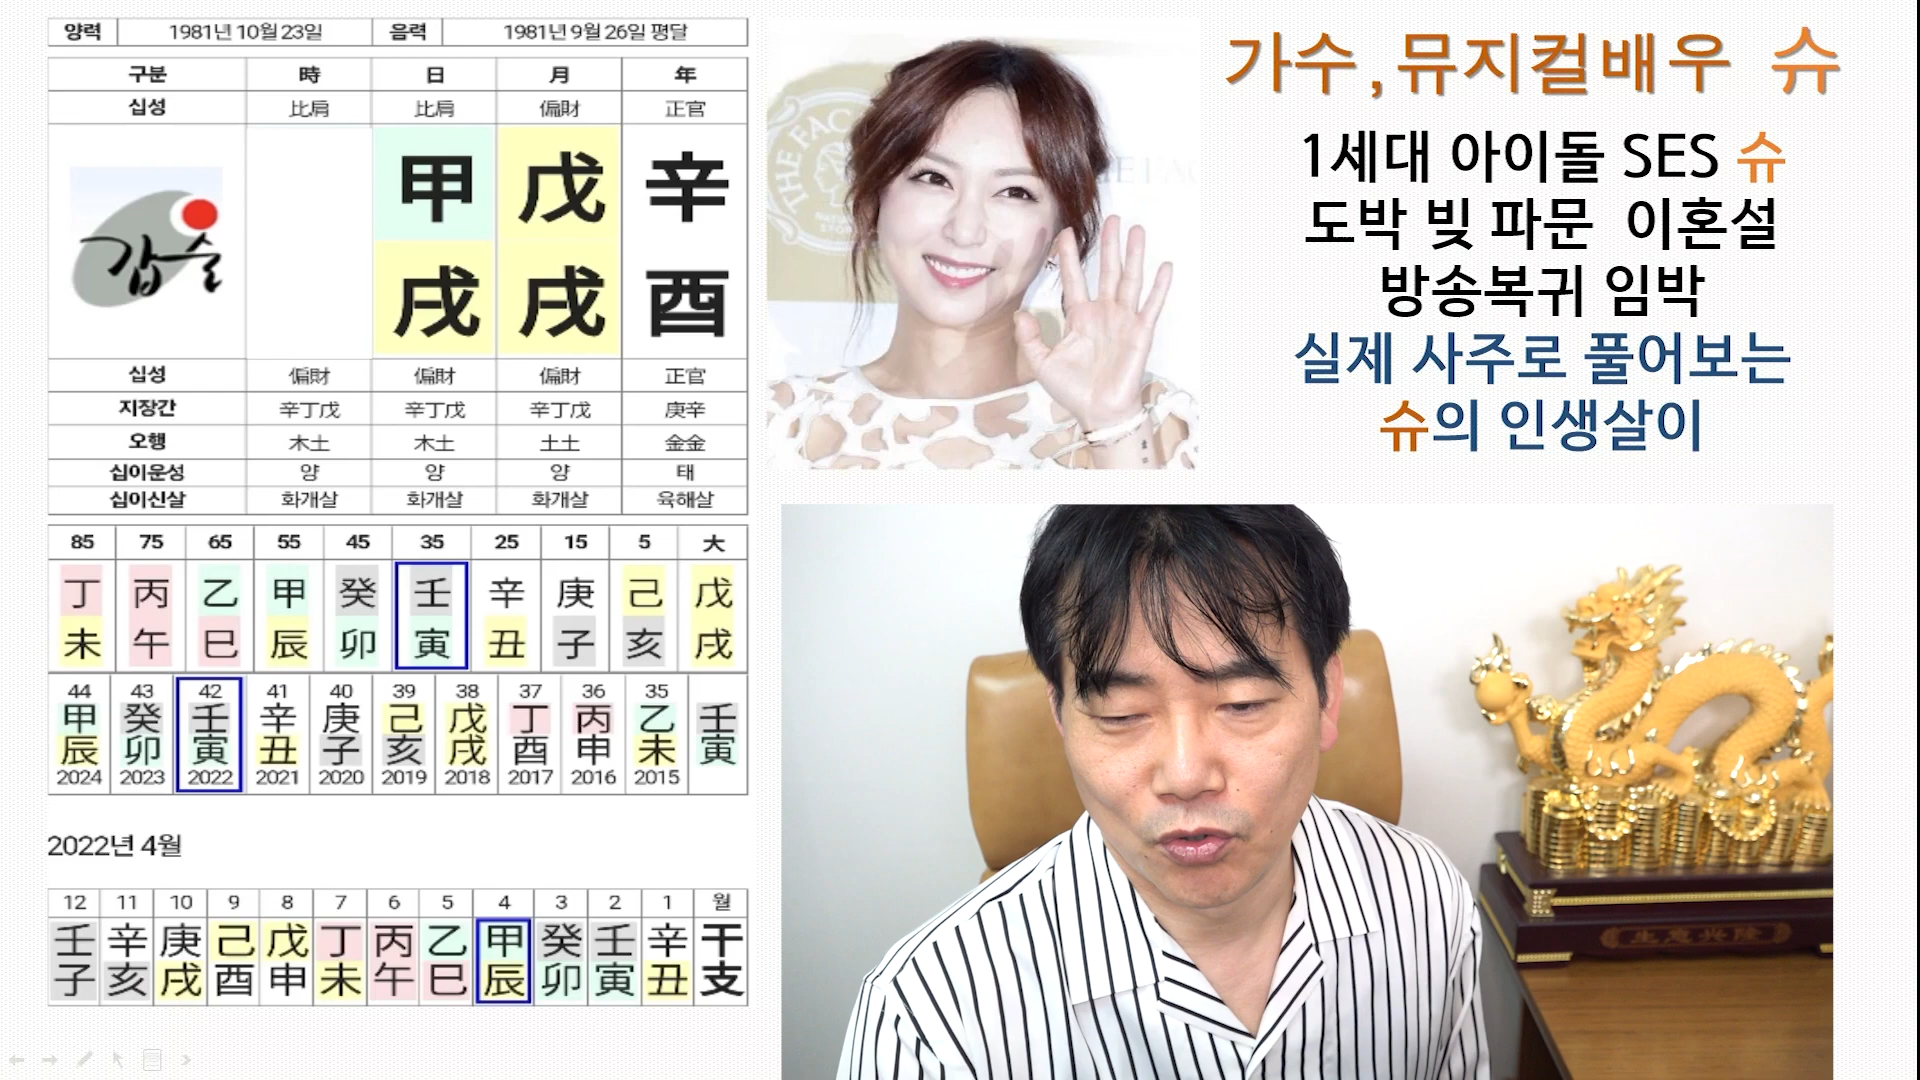 양력 1981년 10월 23일 음력 1981년 9월 26일 평달
구분 時 日 月 年
십성 比肩 比肩 偏財 正官
갑술
甲 戊 辛
戌 戌 酉
십성 偏財 偏財 偏財 正官
지장간 辛丁戊 辛丁戊 辛丁戊 庚辛
오행 木土 木土 土土 金金
십이운성 양 양 양 태
십이신살 화개살 화개살 화개살 육해살
85 75 65 55 45 35 25 15 5 大
丁 丙 乙 甲 癸 壬 辛 庚 己 戊
未 午 巳 辰 卯 寅 丑 子 亥 戌
44 43 42 41 40 39 38 37 36 35
甲 癸 壬 辛 庚 己 戊 丁 丙 乙 壬
辰 卯 寅 丑 子 亥 戌 酉 申 未 寅
2024 2023 2022 2021 2020 2019 2018 2017 2016 2015
2022년 4월
12 11 10 9 8 7 6 5 4 3 2 1 월
壬 辛 庚 己 戊 丁 丙 乙 甲 癸 壬 辛 干
子 亥 戌 酉 申 未 午 巳 辰 卯 寅 丑 支
THE FAC
가수,뮤지컬배우 슈
1세대 아이돌 SES 슈
도박 빚 파문 이혼설
방송복귀 임박
실제 사주로 풀어보는
슈의 인생살이
生意兴隆